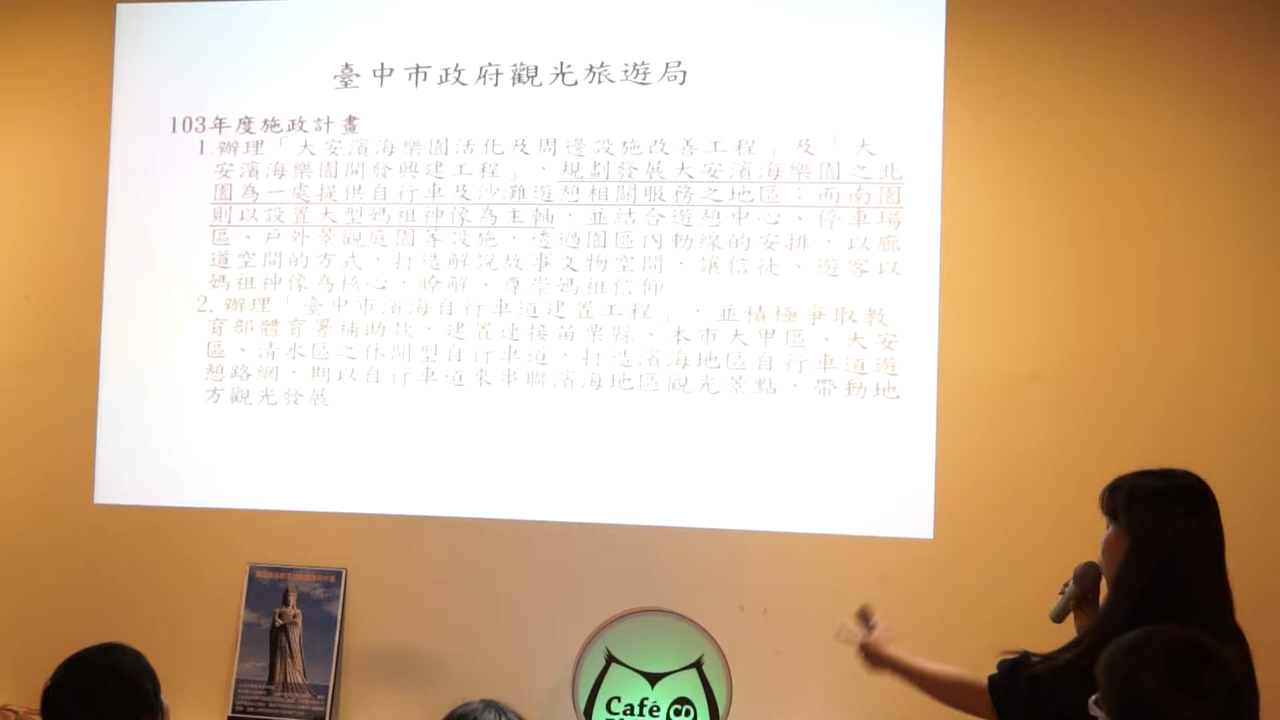 臺中市政府觀光旅遊局
103年度施政計畫
1.辦理「大安濱海樂園活化及周邊設施改善工程」及「大
安濱海樂園開發興建工程」，規劃發展大安濱海樂園之北
園為一處提供自行車及沙灘遊憩相關服務之地區；而南園
則以設置大型媽祖神像為主軸，並結合遊憩中心、停車場
區、戶外景觀庭園等設施，透過園區內動線的安排，以廊
道空間的方式，打造解說故事文物空間，讓信徒、遊客以
媽祖神像為核心，瞭解、尊崇媽祖信仰
2. 辦理「臺中市濱海自行車道建置工程」，並積極爭取教
育部體育署補助款，建置連接苗栗縣、本市大甲區、大安
區、清水區之休閒型自行車道，打造濱海地區自行車道遊
憩路網，期以自行車道來串聯濱海地區觀光景點，帶動地
方觀光發展
Café